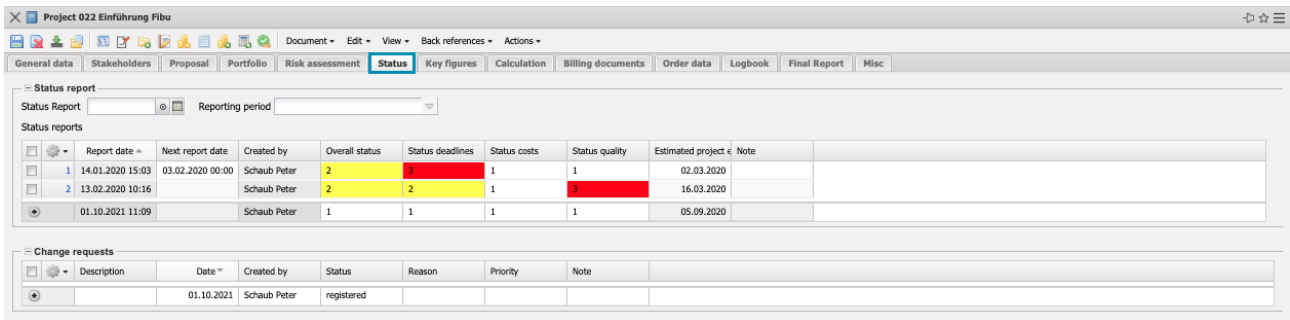 Project 022 Einführung Fibu
Document Edit View Back references Actions
General data Stakeholders Proposal Portfolio Risk assessment Status Key figures Calculation Billing documents Order data Logbook Final Report Misc
Status report
Status Report Reporting period
Status reports
Report date Next report date Created by Overall status Status deadlines Status costs Status quality Estimated project e Note
1 14.01.2020 15:03 03.02.2020 00:00 Schaub Peter 2 3 1 1 02.03.2020
2 13.02.2020 10:16 Schaub Peter 2 2 1 3 16.03.2020
01.10.2021 11:09 Schaub Peter 1 1 1 1 05.09.2020
Change requests
Description Date Created by Status Reason Priority Note
01.10.2021 Schaub Peter registered